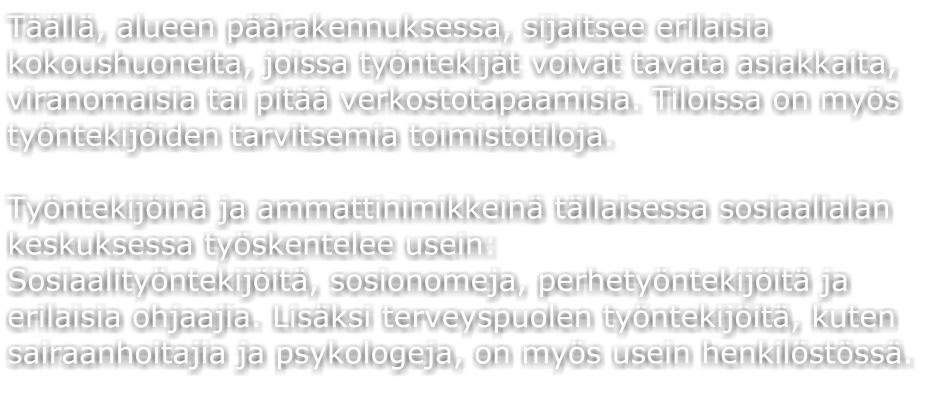 Täällä, alueen päärakennuksessa, sijaitsee erilaisia
kokoushuoneita, joissa työntekijät voivat tavata asiakkaita,
viranomaisia tai pitää verkostotapaamisia. Tiloissa on myös
työntekijöiden tarvitsemia toimistotiloja.

Työntekijöinä ja ammattinimikkeinä tällaisessa sosiaalialan
keskuksessa työskentelee usein:
Sosiaalityöntekijöitä, sosionomeja, perhetyöntekijöitä ja
erilaisia ohjaajia. Lisäksi terveyspuolen työntekijöitä, kuten
sairaanhoitajia ja psykologeja, on myös usein henkilöstössä.